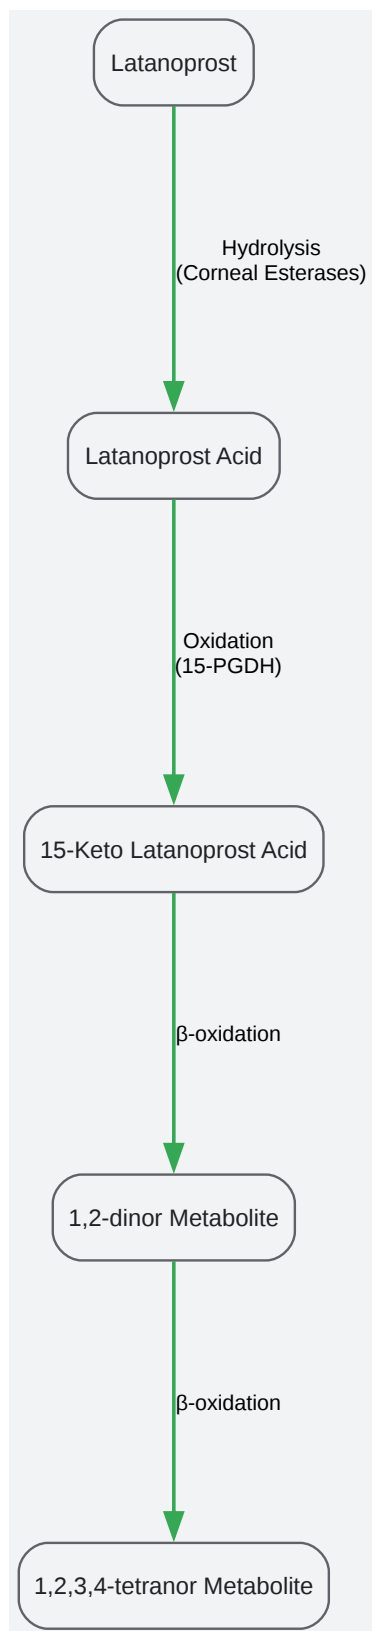 Latanoprost
Hydrolysis
(Corneal Esterases)
Latanoprost Acid
Oxidation
(15-PGDH)
15-Keto Latanoprost Acid
β-oxidation
1,2-dinor Metabolite
β-oxidation
1,2,3,4-tetranor Metabolite